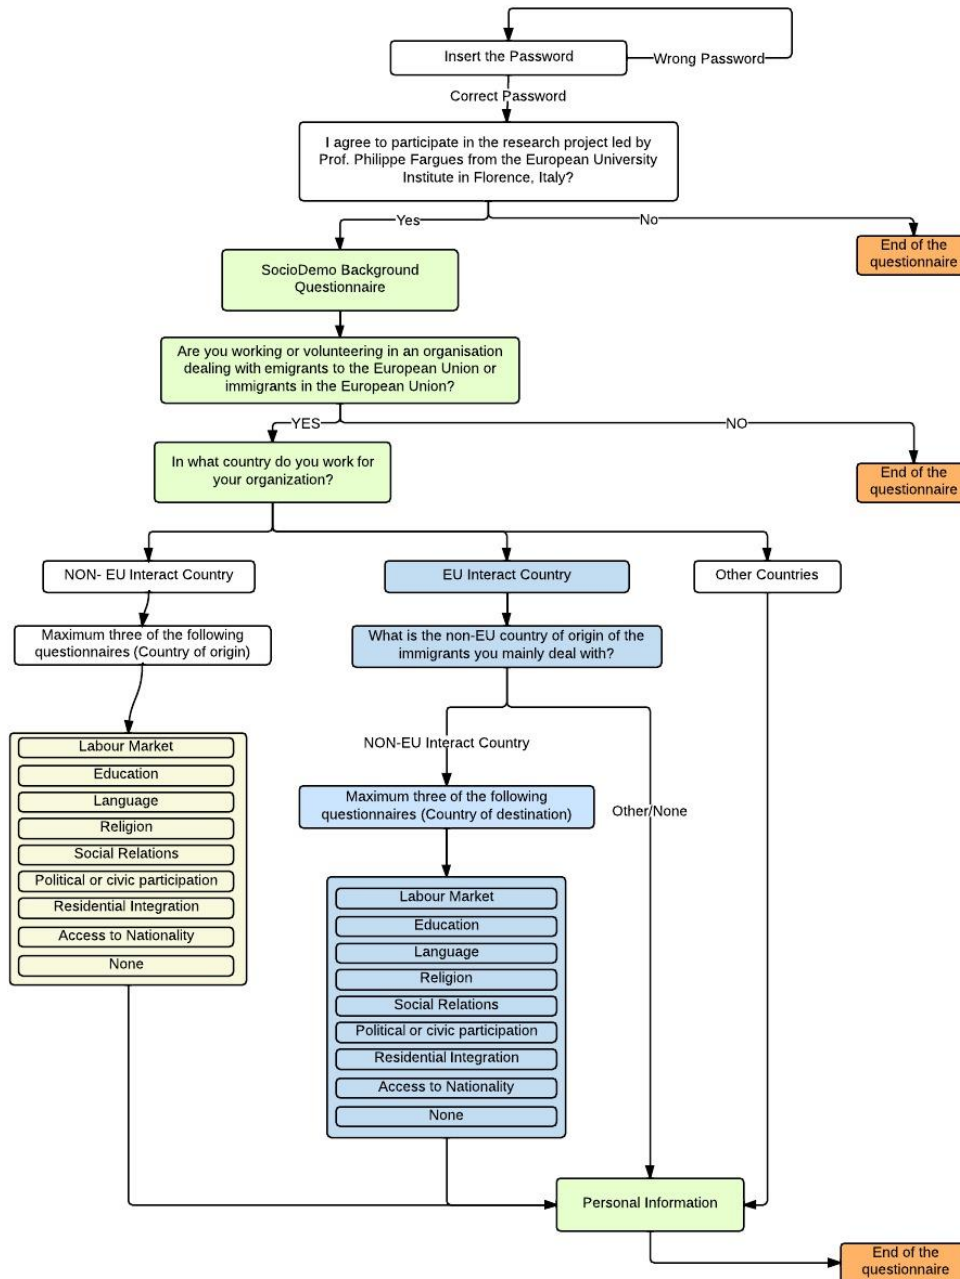 Insert the Password
Wrong Password
Correct Password
I agree to participate in the research project led by
Prof. Philippe Fargues from the European University
Institute in Florence, Italy?
Yes
No
End of the
questionnaire
SocioDemo Background
Questionnaire
Are you working or volunteering in an organisation
dealing with emigrants to the European Union or
immigrants in the European Union?
YES
NO
In what country do you work for
your organization?
End of the
questionnaire
NON- EU Interact Country
EU Interact Country
Other Countries
Maximum three of the following
questionnaires (Country of origin)
What is the non-EU country of origin of the
immigrants you mainly deal with?
Labour Market
Education
Language
Religion
Social Relations
Political or civic participation
Residential Integration
Access to Nationality
None
NON-EU Interact Country
Other/None
Maximum three of the following
questionnaires (Country of destination)
Labour Market
Education
Language
Religion
Social Relations
Political or civic participation
Residential Integration
Access to Nationality
None
Personal Information
End of the
questionnaire